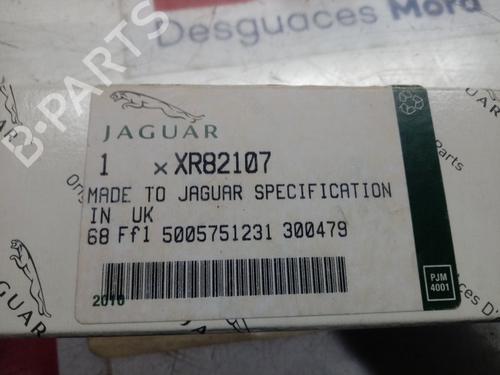 Desguaces Mora
B-PARTS
JAGUAR
1 ×XR82107
MADE TO JAGUAR SPECIFICATION
IN UK
68 Ff1 5005751231 300479
2010
PJM
4001